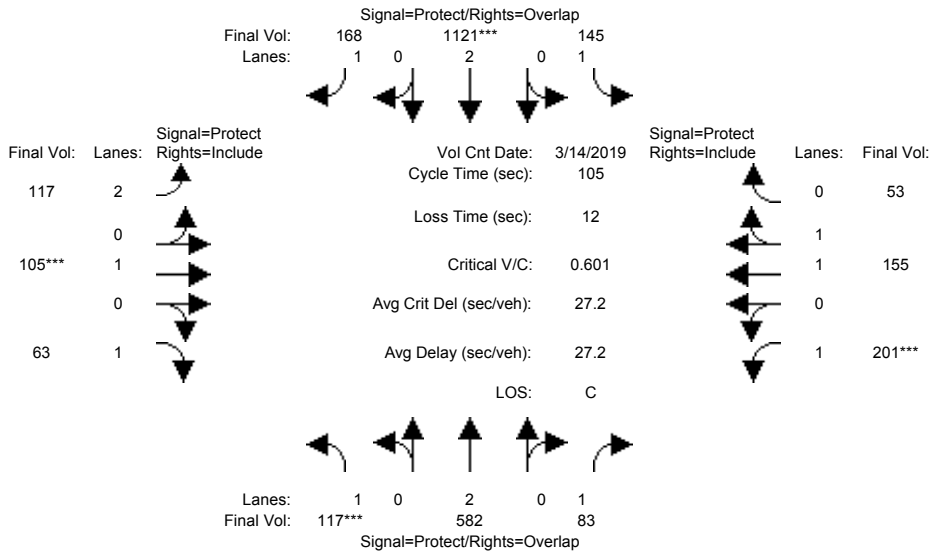 Signal=Protect/Rights=Overlap
Final Vol: 168 1121*** 145
Lanes: 1 0 2 0 1
Signal=Protect
Final Vol: Lanes: Rights=Include
Vol Cnt Date: 3/14/2019
Signal=Protect
Rights=Include Lanes: Final Vol:
Cycle Time (sec): 105
117 2
0 53
Loss Time (sec): 12
0
1
105*** 1
Critical V/C: 0.601
1 155
0
Avg Crit Del (sec/veh): 27.2
0
63 1
Avg Delay (sec/veh): 27.2
1 201***
LOS: C
Lanes: 1 0 2 0 1
Final Vol: 117*** 582 83
Signal=Protect/Rights=Overlap